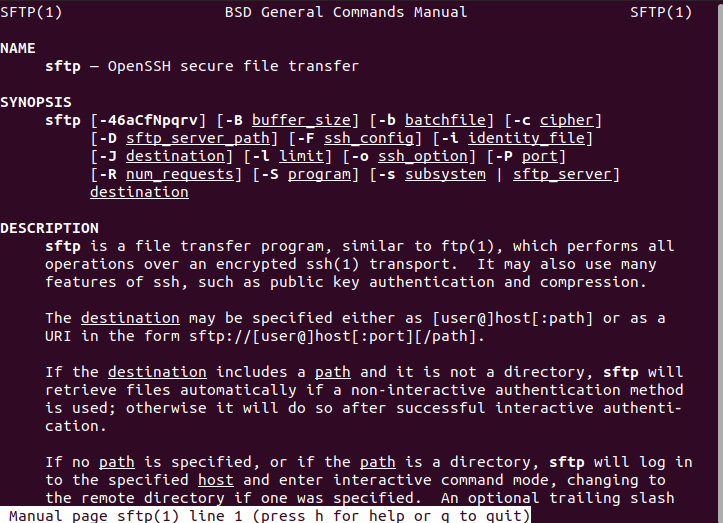 SFTP(1) BSD General Commands Manual SFTP(1)
NAME
sftp — OpenSSH secure file transfer
SYNOPSIS
sftp [-46aCfNpqrv] [-B buffer_size] [-b batchfile] [-c cipher]
[-D sftp_server_path] [-F ssh_config] [-i identity_file]
[-J destination] [-l limit] [-o ssh_option] [-P port]
[-R num_requests] [-S program] [-s subsystem | sftp_server]
destination
DESCRIPTION
sftp is a file transfer program, similar to ftp(1), which performs all
operations over an encrypted ssh(1) transport.  It may also use many
features of ssh, such as public key authentication and compression.
The destination may be specified either as [user@]host[:path] or as a
URI in the form sftp://[user@]host[:port][/path].
If the destination includes a path and it is not a directory, sftp will
retrieve files automatically if a non-interactive authentication method
is used; otherwise it will do so after successful interactive authenti-
cation.
If no path is specified, or if the path is a directory, sftp will log in
to the specified host and enter interactive command mode, changing to
the remote directory if one was specified.  An optional trailing slash
Manual page sftp(1) line 1 (press h for help or q to quit)